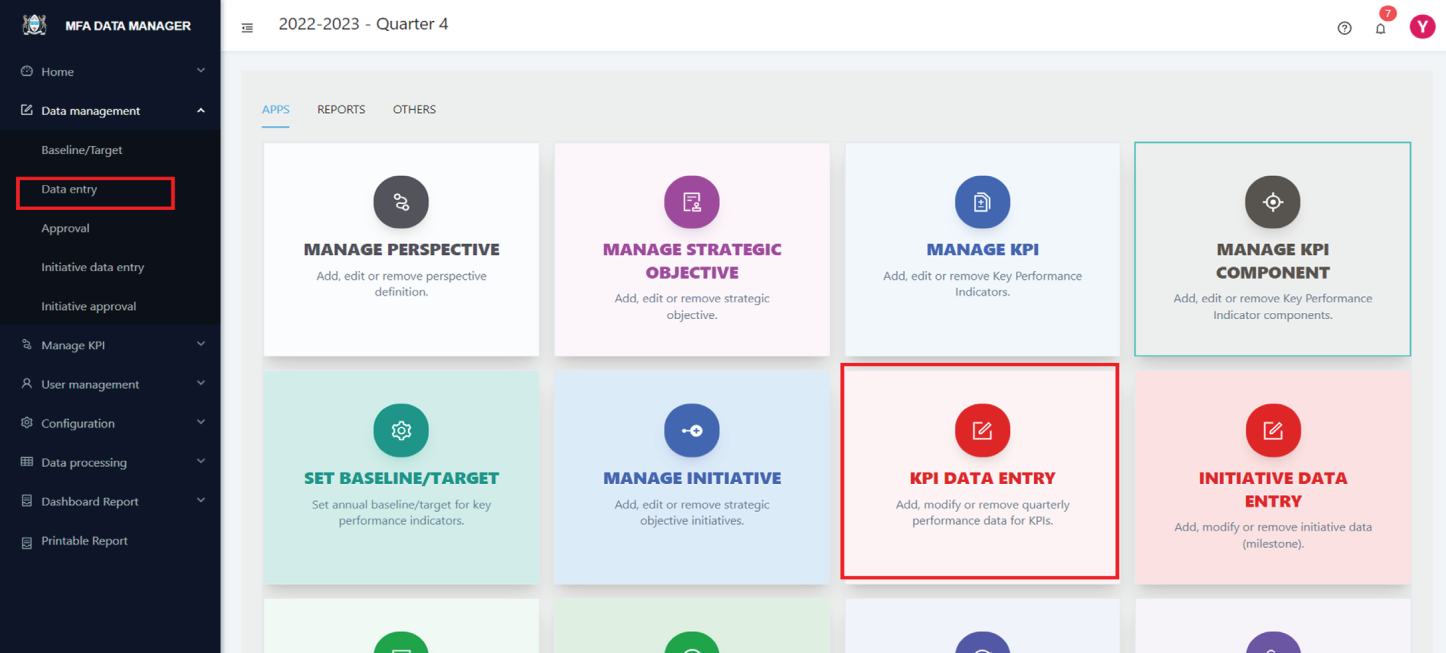 MFA DATA MANAGER
2022-2023 - Quarter 4
7
Y
Home
Data management
Baseline/Target
Data entry
Approval
Initiative data entry
Initiative approval
Manage KPI
User management
Configuration
Data processing
Dashboard Report
Printable Report
APPS REPORTS OTHERS
MANAGE PERSPECTIVE
Add, edit or remove perspective
definition.
MANAGE STRATEGIC
OBJECTIVE
Add, edit or remove strategic
objective.
MANAGE KPI
Add, edit or remove Key Performance
Indicators.
MANAGE KPI
COMPONENT
Add, edit or remove Key Performance
Indicator components.
SET BASELINE/TARGET
Set annual baseline/target for key
performance indicators.
MANAGE INITIATIVE
Add, edit or remove strategic
objective initiatives.
KPI DATA ENTRY
Add, modify or remove quarterly
performance data for KPIs.
INITIATIVE DATA
ENTRY
Add, modify or remove initiative data
(milestone).